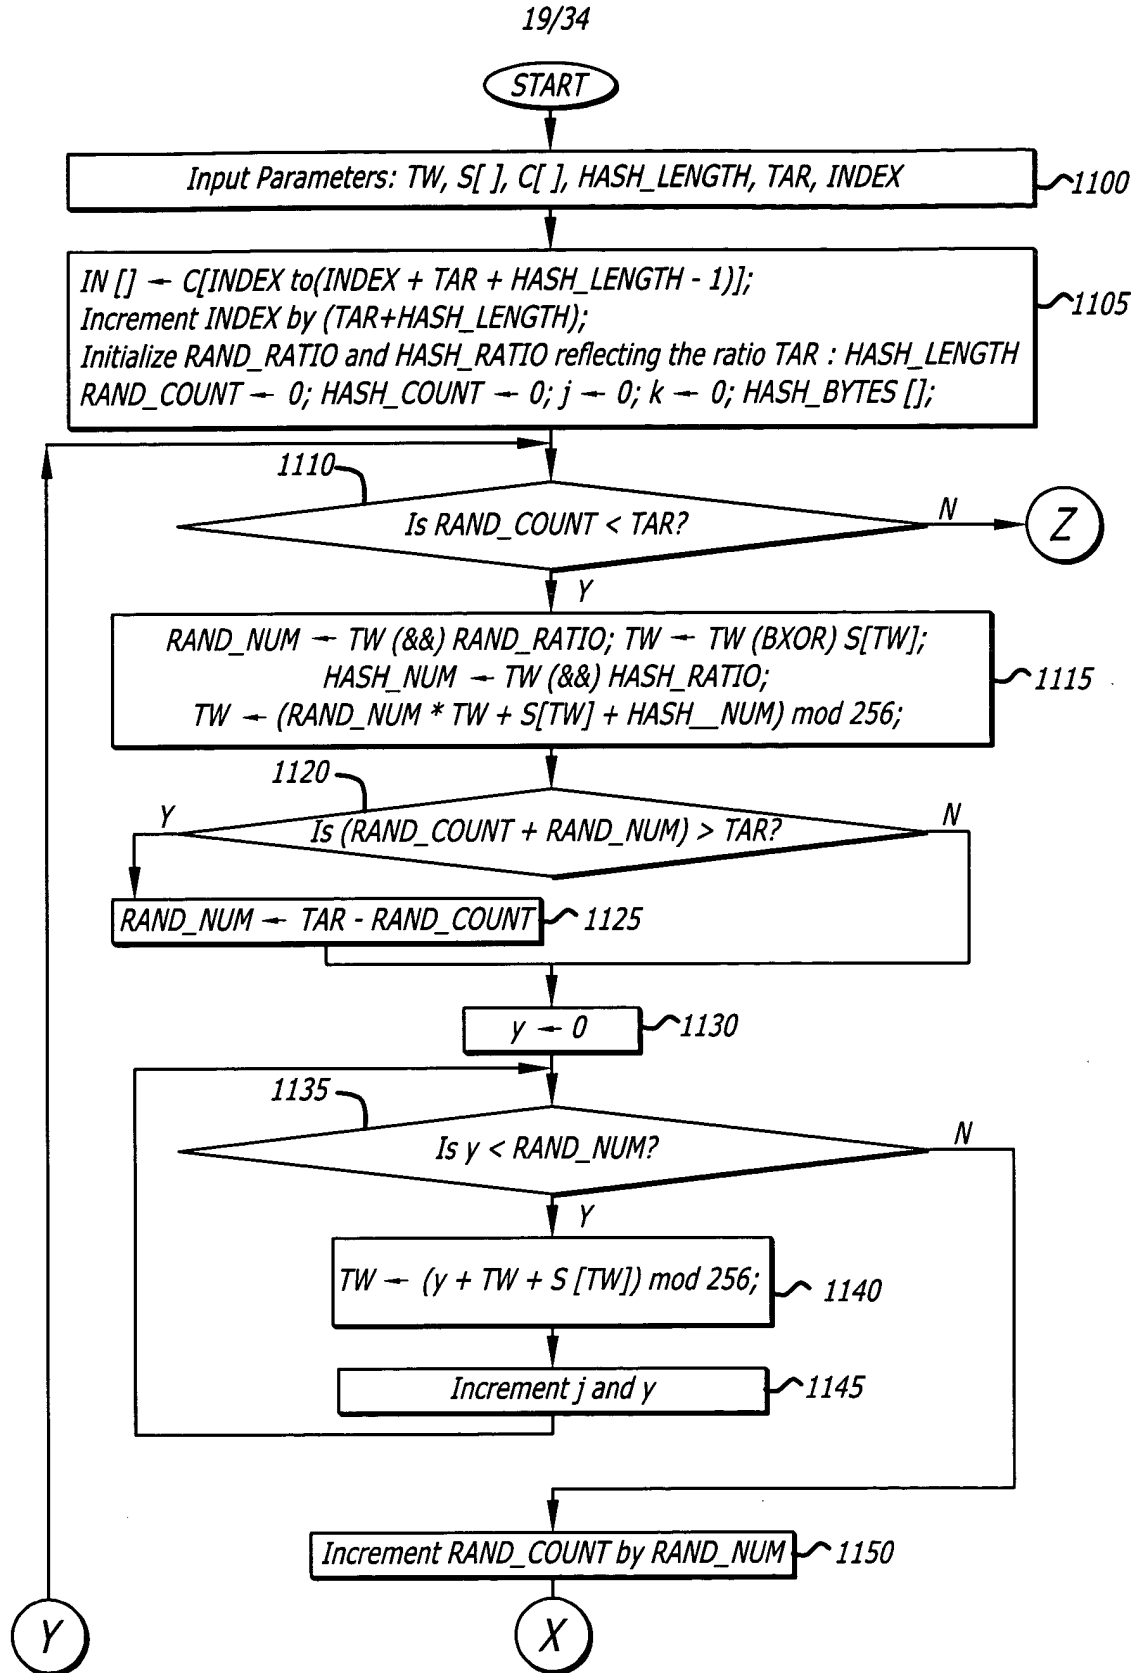 19/34
START
Input Parameters: TW, S[ ], C[ ], HASH_LENGTH, TAR, INDEX
1100
IN [] ← C[INDEX to(INDEX + TAR + HASH_LENGTH - 1)];
Increment INDEX by (TAR+HASH_LENGTH);
Initialize RAND_RATIO and HASH_RATIO reflecting the ratio TAR : HASH_LENGTH
RAND_COUNT ← 0; HASH_COUNT ← 0; j ← 0; k ← 0; HASH_BYTES [];
1105
1110
Is RAND_COUNT < TAR?
N
Z
Y
RAND_NUM ← TW (&&) RAND_RATIO; TW ← TW (BXOR) S[TW];
HASH_NUM ← TW (&&) HASH_RATIO;
TW ← (RAND_NUM * TW + S[TW] + HASH__NUM) mod 256;
1115
1120
Y
Is (RAND_COUNT + RAND_NUM) > TAR?
N
RAND_NUM ← TAR - RAND_COUNT
1125
y ← 0
1130
1135
Is y < RAND_NUM?
N
Y
TW ← (y + TW + S [TW]) mod 256;
1140
Increment j and y
1145
Increment RAND_COUNT by RAND_NUM
1150
Y
X